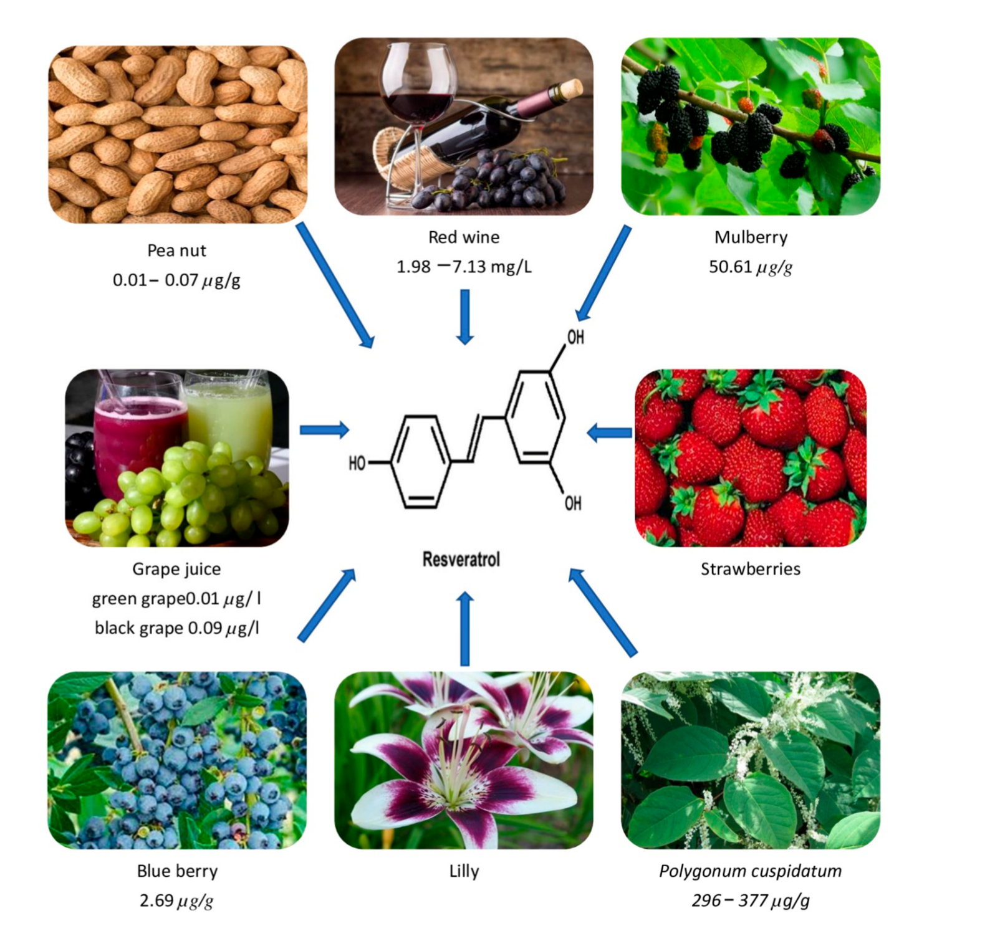 Pea nut
0.01– 0.07 μg/g
Red wine
1.98 –7.13 mg/L
Mulberry
50.61 μg/g
OH
HO
OH
Resveratrol
Grape juice
green grape0.01 μg/ l
black grape 0.09 μg/l
Strawberries
Blue berry
2.69 μg/g
Lilly
Polygonum cuspidatum
296 – 377 μg/g